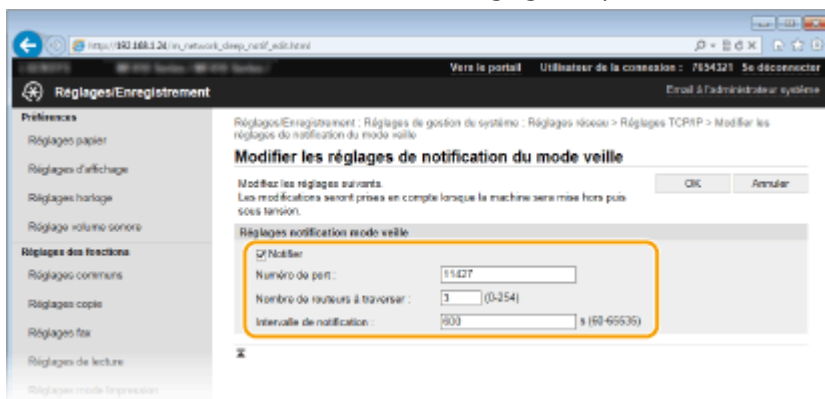 http://192.168.1.24/m_network_deep_notif_edit.html
Vers le portail Utilisateur de la connexion : 7654321 Se déconnecter
Réglages/Enregistrement
Email à l'administrateur système
Préférences
Réglages papier
Réglages d'affichage
Réglages horloge
Réglage volume sonore
Réglages des fonctions
Réglages communs
Réglages copie
Réglages fax
Réglages de lecture
Réglages mode Impression
Réglages/Enregistrement : Réglages de gestion du système : Réglages réseau > Réglages TCP/IP > Modifier les
réglages de notification du mode veille
Modifier les réglages de notification du mode veille
Modifiez les réglages suivants.
Les modifications seront prises en compte lorsque la machine sera mise hors puis
sous tension.
OK Annuler
Réglages notification mode veille
Notifier
Numéro de port : 11427
Nombre de routeurs à traverser : 3 (0-254)
Intervalle de notification : 600 s (60-65535)